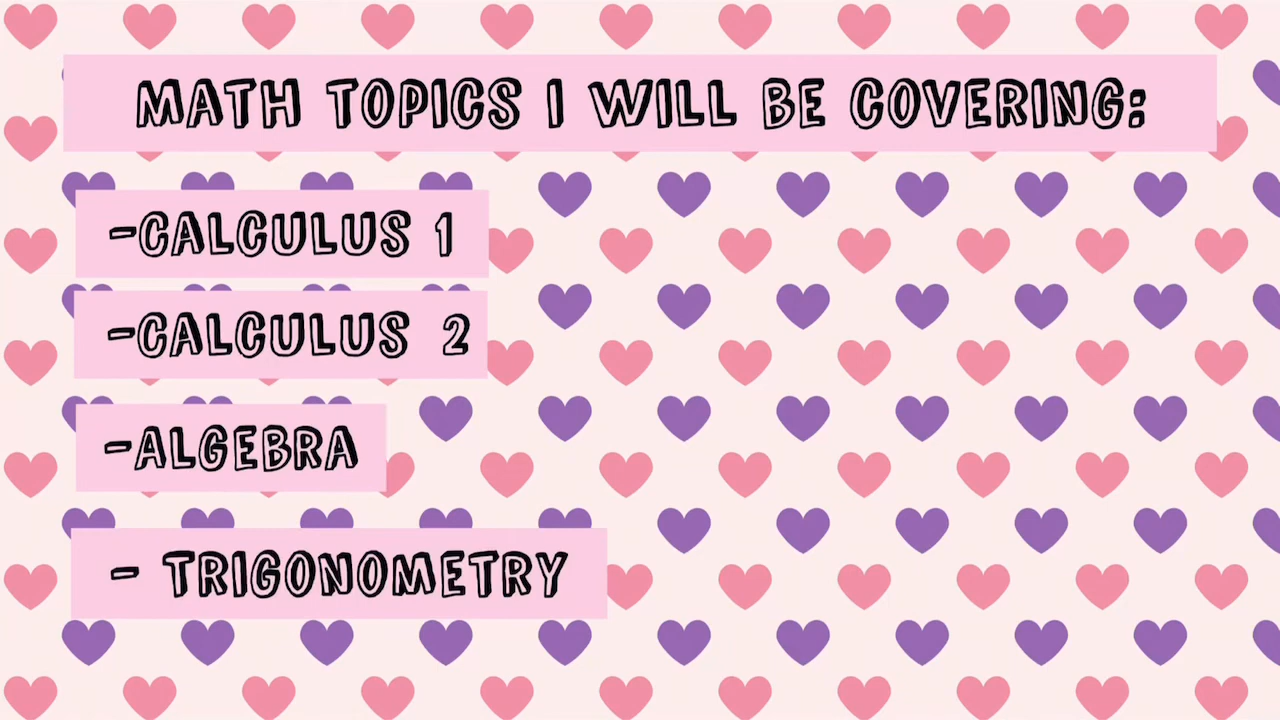 MATH TOPICS I WILL BE COVERING:
-CALCULUS 1
-CALCULUS 2
-ALGEBRA
- TRIGONOMETRY